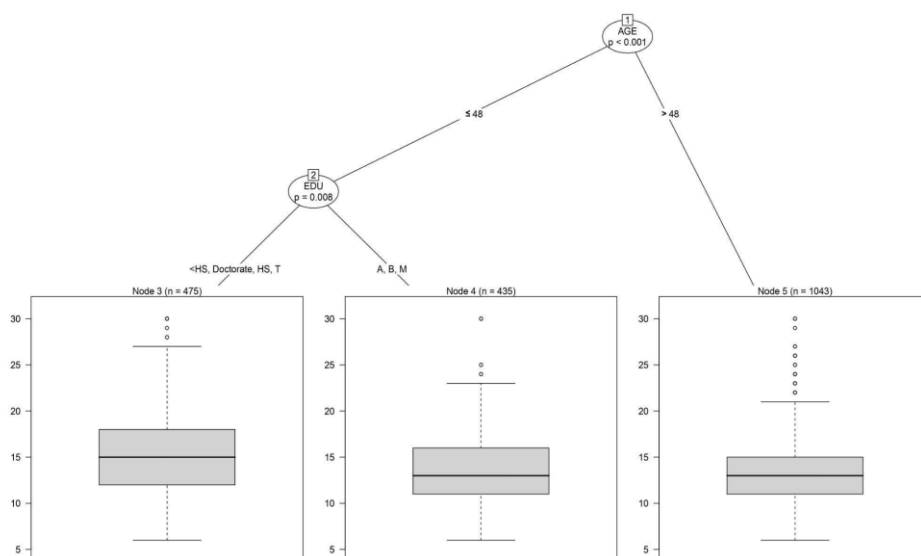 1
AGE
p < 0.001
≤ 48
> 48
2
EDU
p = 0.008
<HS, Doctorate, HS, T
A, B, M
Node 3 (n = 475)
Node 4 (n = 435)
Node 5 (n = 1043)
30
25
20
15
10
5
30
25
20
15
10
5
30
25
20
15
10
5